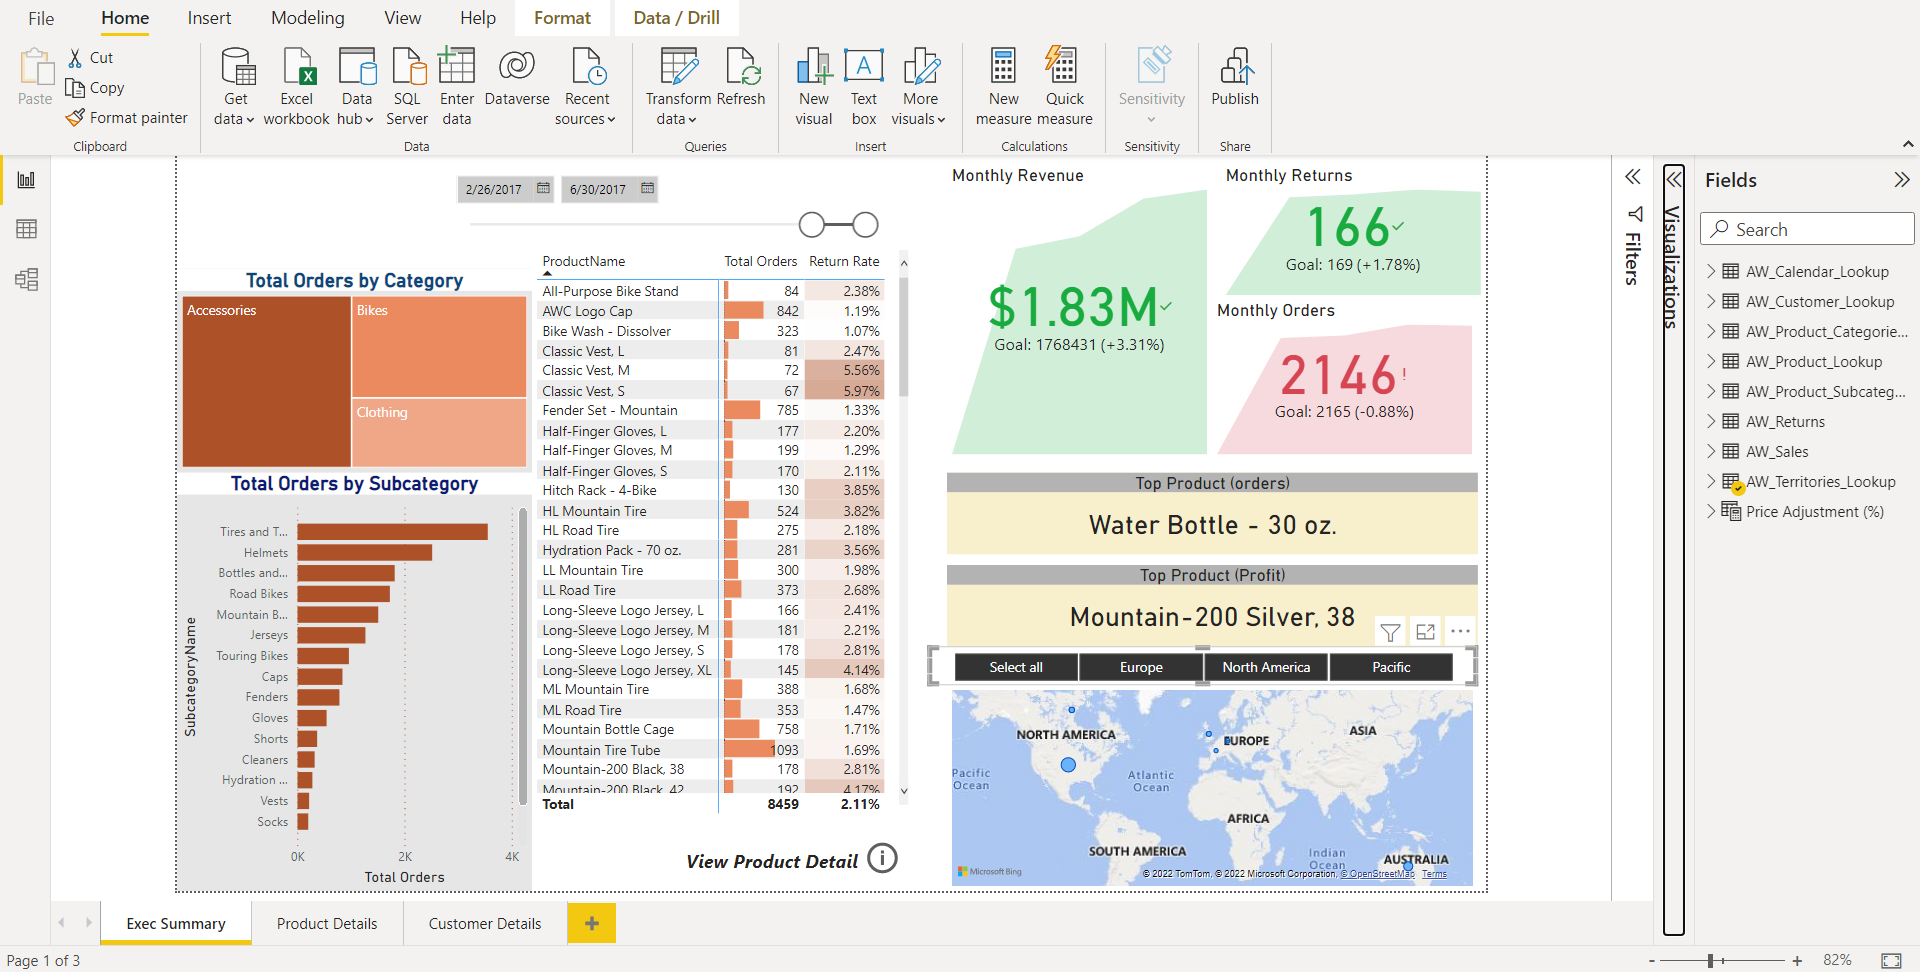 File Home Insert Modeling View Help Format Data / Drill
Paste
Cut
Copy
Format painter
Clipboard
Get data
Excel workbook
Data hub
SQL Server
Enter data
Dataverse
Recent sources
Data
Transform data
Refresh
Queries
New visual
Text box
More visuals
Insert
New measure
Quick measure
Calculations
Sensitivity
Sensitivity
Publish
Share
2/26/2017 6/30/2017
Total Orders by Category
Accessories
Bikes
Clothing
Total Orders by Subcategory
SubcategoryName
Tires and T...
Helmets
Bottles and...
Road Bikes
Mountain B...
Jerseys
Touring Bikes
Caps
Fenders
Gloves
Shorts
Cleaners
Hydration ...
Vests
Socks
0K 2K 4K
Total Orders
ProductName Total Orders Return Rate
All-Purpose Bike Stand 84 2.38%
AWC Logo Cap 842 1.19%
Bike Wash - Dissolver 323 1.07%
Classic Vest, L 81 2.47%
Classic Vest, M 72 5.56%
Classic Vest, S 67 5.97%
Fender Set - Mountain 785 1.33%
Half-Finger Gloves, L 177 2.20%
Half-Finger Gloves, M 199 1.29%
Half-Finger Gloves, S 170 2.11%
Hitch Rack - 4-Bike 130 3.85%
HL Mountain Tire 524 3.82%
HL Road Tire 275 2.18%
Hydration Pack - 70 oz. 281 3.56%
LL Mountain Tire 300 1.98%
LL Road Tire 373 2.68%
Long-Sleeve Logo Jersey, L 166 2.41%
Long-Sleeve Logo Jersey, M 181 2.21%
Long-Sleeve Logo Jersey, S 178 2.81%
Long-Sleeve Logo Jersey, XL 145 4.14%
ML Mountain Tire 388 1.68%
ML Road Tire 353 1.47%
Mountain Bottle Cage 758 1.71%
Mountain Tire Tube 1093 1.69%
Mountain-200 Black, 38 178 2.81%
Mountain-200 Black, 42 192 4.17%
Total 8459 2.11%
View Product Detail
Monthly Revenue
$1.83M
Goal: 1768431 (+3.31%)
Monthly Returns
166
Goal: 169 (+1.78%)
Monthly Orders
2146!
Goal: 2165 (-0.88%)
Top Product (orders)
Water Bottle - 30 oz.
Top Product (Profit)
Mountain-200 Silver, 38
Select all Europe North America Pacific
NORTH AMERICA
EUROPE
ASIA
Pacific Ocean
Atlantic Ocean
AFRICA
SOUTH AMERICA
Indian Ocean
AUSTRALIA
Microsoft Bing
© 2022 TomTom, © 2022 Microsoft Corporation, © OpenStreetMap Terms
Filters
Visualizations
Fields
Search
AW_Calendar_Lookup
AW_Customer_Lookup
AW_Product_Categorie...
AW_Product_Lookup
AW_Product_Subcateg...
AW_Returns
AW_Sales
AW_Territories_Lookup
Price Adjustment (%)
Exec Summary Product Details Customer Details +
Page 1 of 3
- + 82%